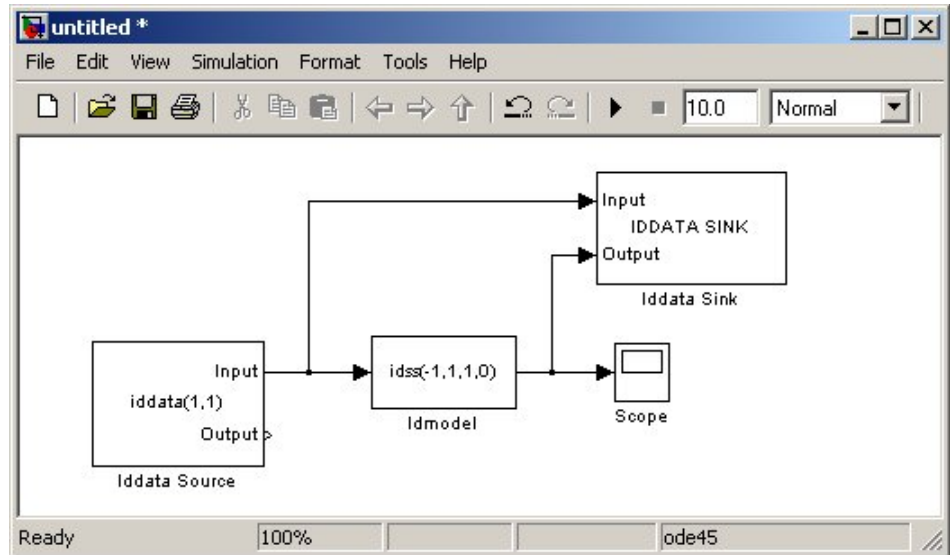 untitled *
File Edit View Simulation Format Tools Help
10.0 Normal
Input
IDDATA SINK
Output
Iddata Sink
Input
iddata(1,1)
Output
Iddata Source
idss(-1,1,1,0)
Idmodel
Scope
Ready 100% ode45